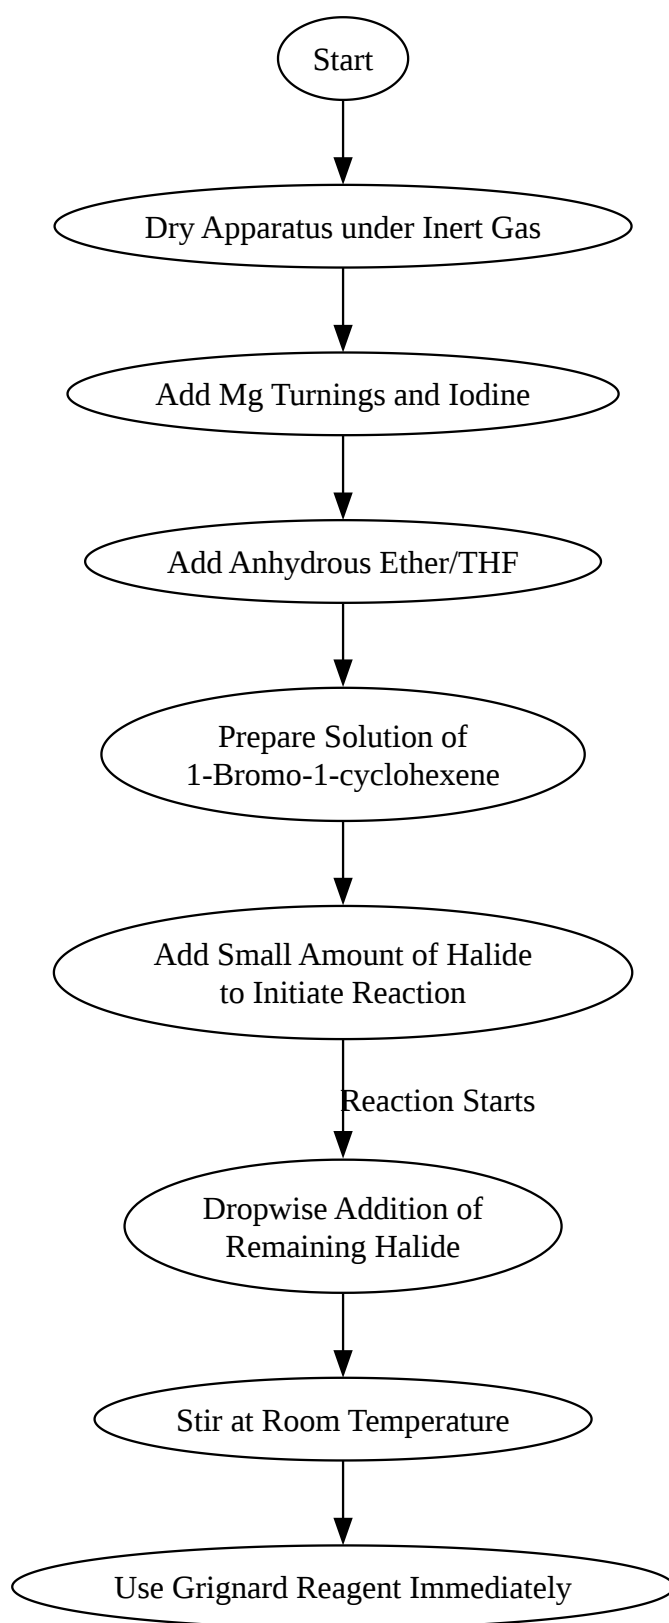 Start
Dry Apparatus under Inert Gas
Add Mg Turnings and Iodine
Add Anhydrous Ether/THF
Prepare Solution of
1-Bromo-1-cyclohexene
Add Small Amount of Halide
to Initiate Reaction
Reaction Starts
Dropwise Addition of
Remaining Halide
Stir at Room Temperature
Use Grignard Reagent Immediately